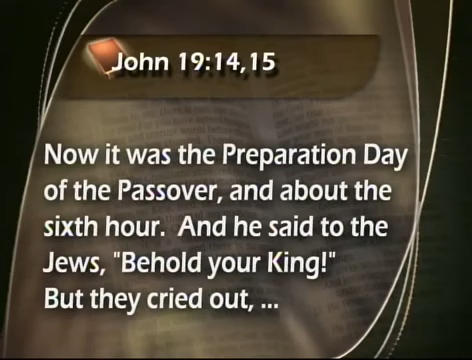 John 19:14,15
Now it was the Preparation Day
of the Passover, and about the
sixth hour.  And he said to the
Jews, "Behold your King!"
But they cried out, ...